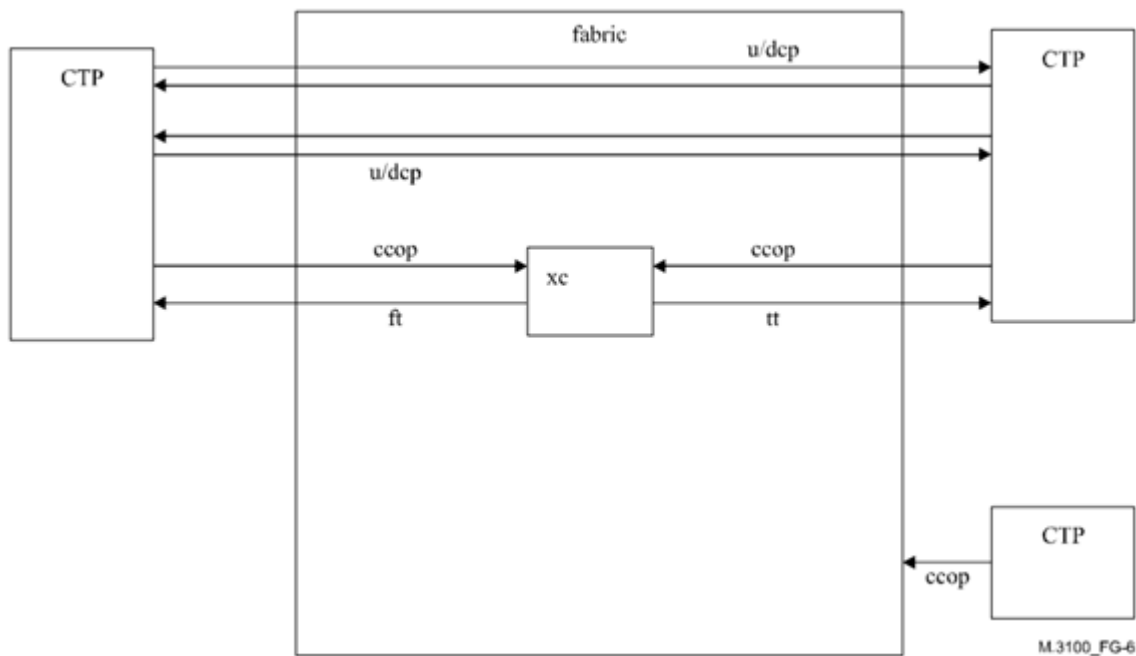 fabric
u/dcp
CTP
CTP
u/dcp
ccop
ccop
xc
ft
tt
CTP
ccop
M.3100_FG-6